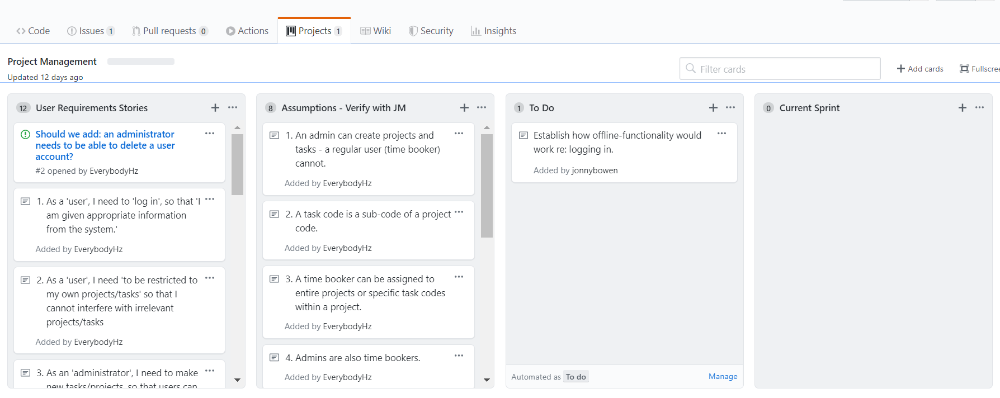 Code Issues 1 Pull requests 0 Actions Projects 1 Wiki Security Insights
Project Management
Updated 12 days ago
Filter cards
Add cards
12 User Requirements Stories
Should we add: an administrator
needs to be able to delete a user
account?
#2 opened by EverybodyHz
1. As a 'user', I need to 'log in', so that 'I
am given appropriate information
from the system.'
Added by EverybodyHz
2. As a 'user', I need 'to be restricted to
my own projects/tasks' so that I
cannot interfere with irrelevant
projects/tasks
Added by EverybodyHz
3. As an 'administrator', I need to make
new tasks/projects, so that users can
8 Assumptions - Verify with JM
1. An admin can create projects and
tasks - a regular user (time booker)
cannot.
Added by EverybodyHz
2. A task code is a sub-code of a project
code.
Added by EverybodyHz
3. A time booker can be assigned to
entire projects or specific task codes
within a project.
Added by EverybodyHz
4. Admins are also time bookers.
Added by EverybodyHz
1 To Do
Establish how offline-functionality would
work re: logging in.
Added by jonnybowen
Automated as To do
Manage
0 Current Sprint